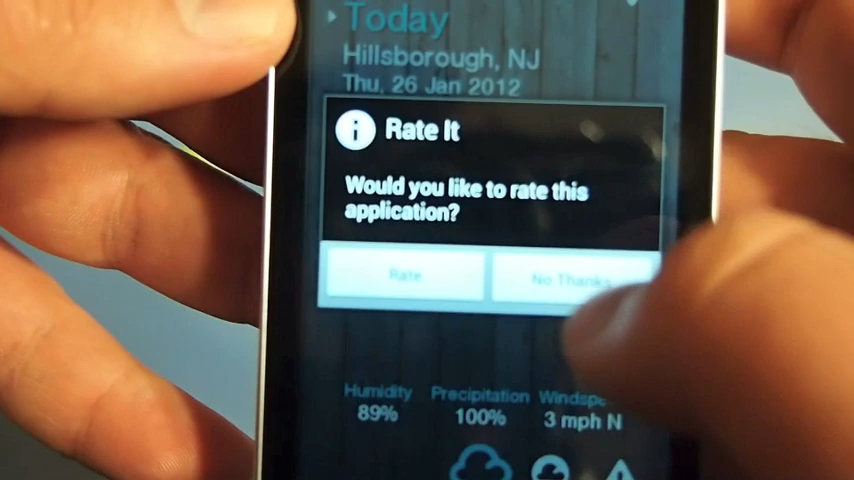 Today
Hillsborough, NJ
Thu, 26 Jan 2012
Rate It
Would you like to rate this
application?
Rate No Thanks
Humidity Precipitation
89% 100% 3 mph N